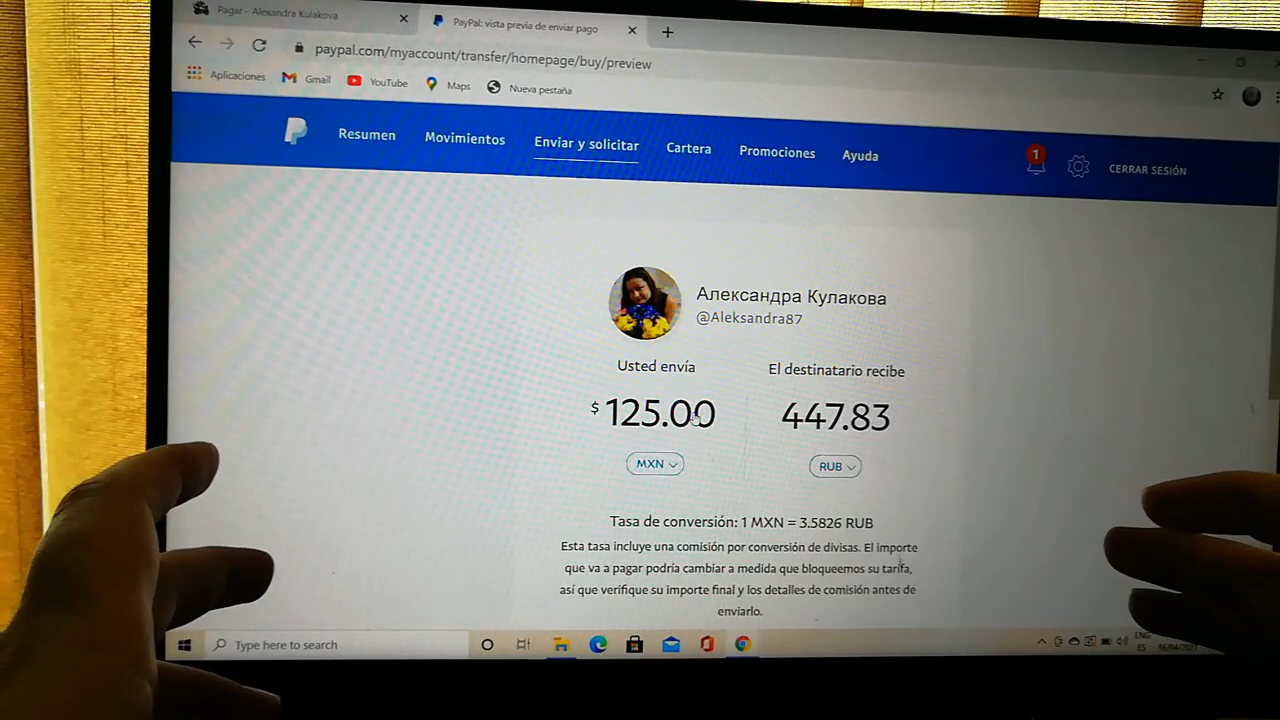 Pagar - Alexandra Kulakova
PayPal: vista previa de enviar pago
paypal.com/myaccount/transfer/homepage/buy/preview
Aplicaciones Gmail YouTube Maps Nueva pestaña
Resumen Movimientos Enviar y solicitar Cartera Promociones Ayuda 1 CERRAR SESIÓN
Александра Кулакова
@Aleksandra87
Usted envía El destinatario recibe
$125.00 447.83
MXN RUB
Tasa de conversión: 1 MXN = 3.5826 RUB
Esta tasa incluye una comisión por conversión de divisas. El importe
que va a pagar podría cambiar a medida que bloqueemos su tarifa,
así que verifique su importe final y los detalles de comisión antes de
enviarlo.
Type here to search
ENG
ES
16/04/2021